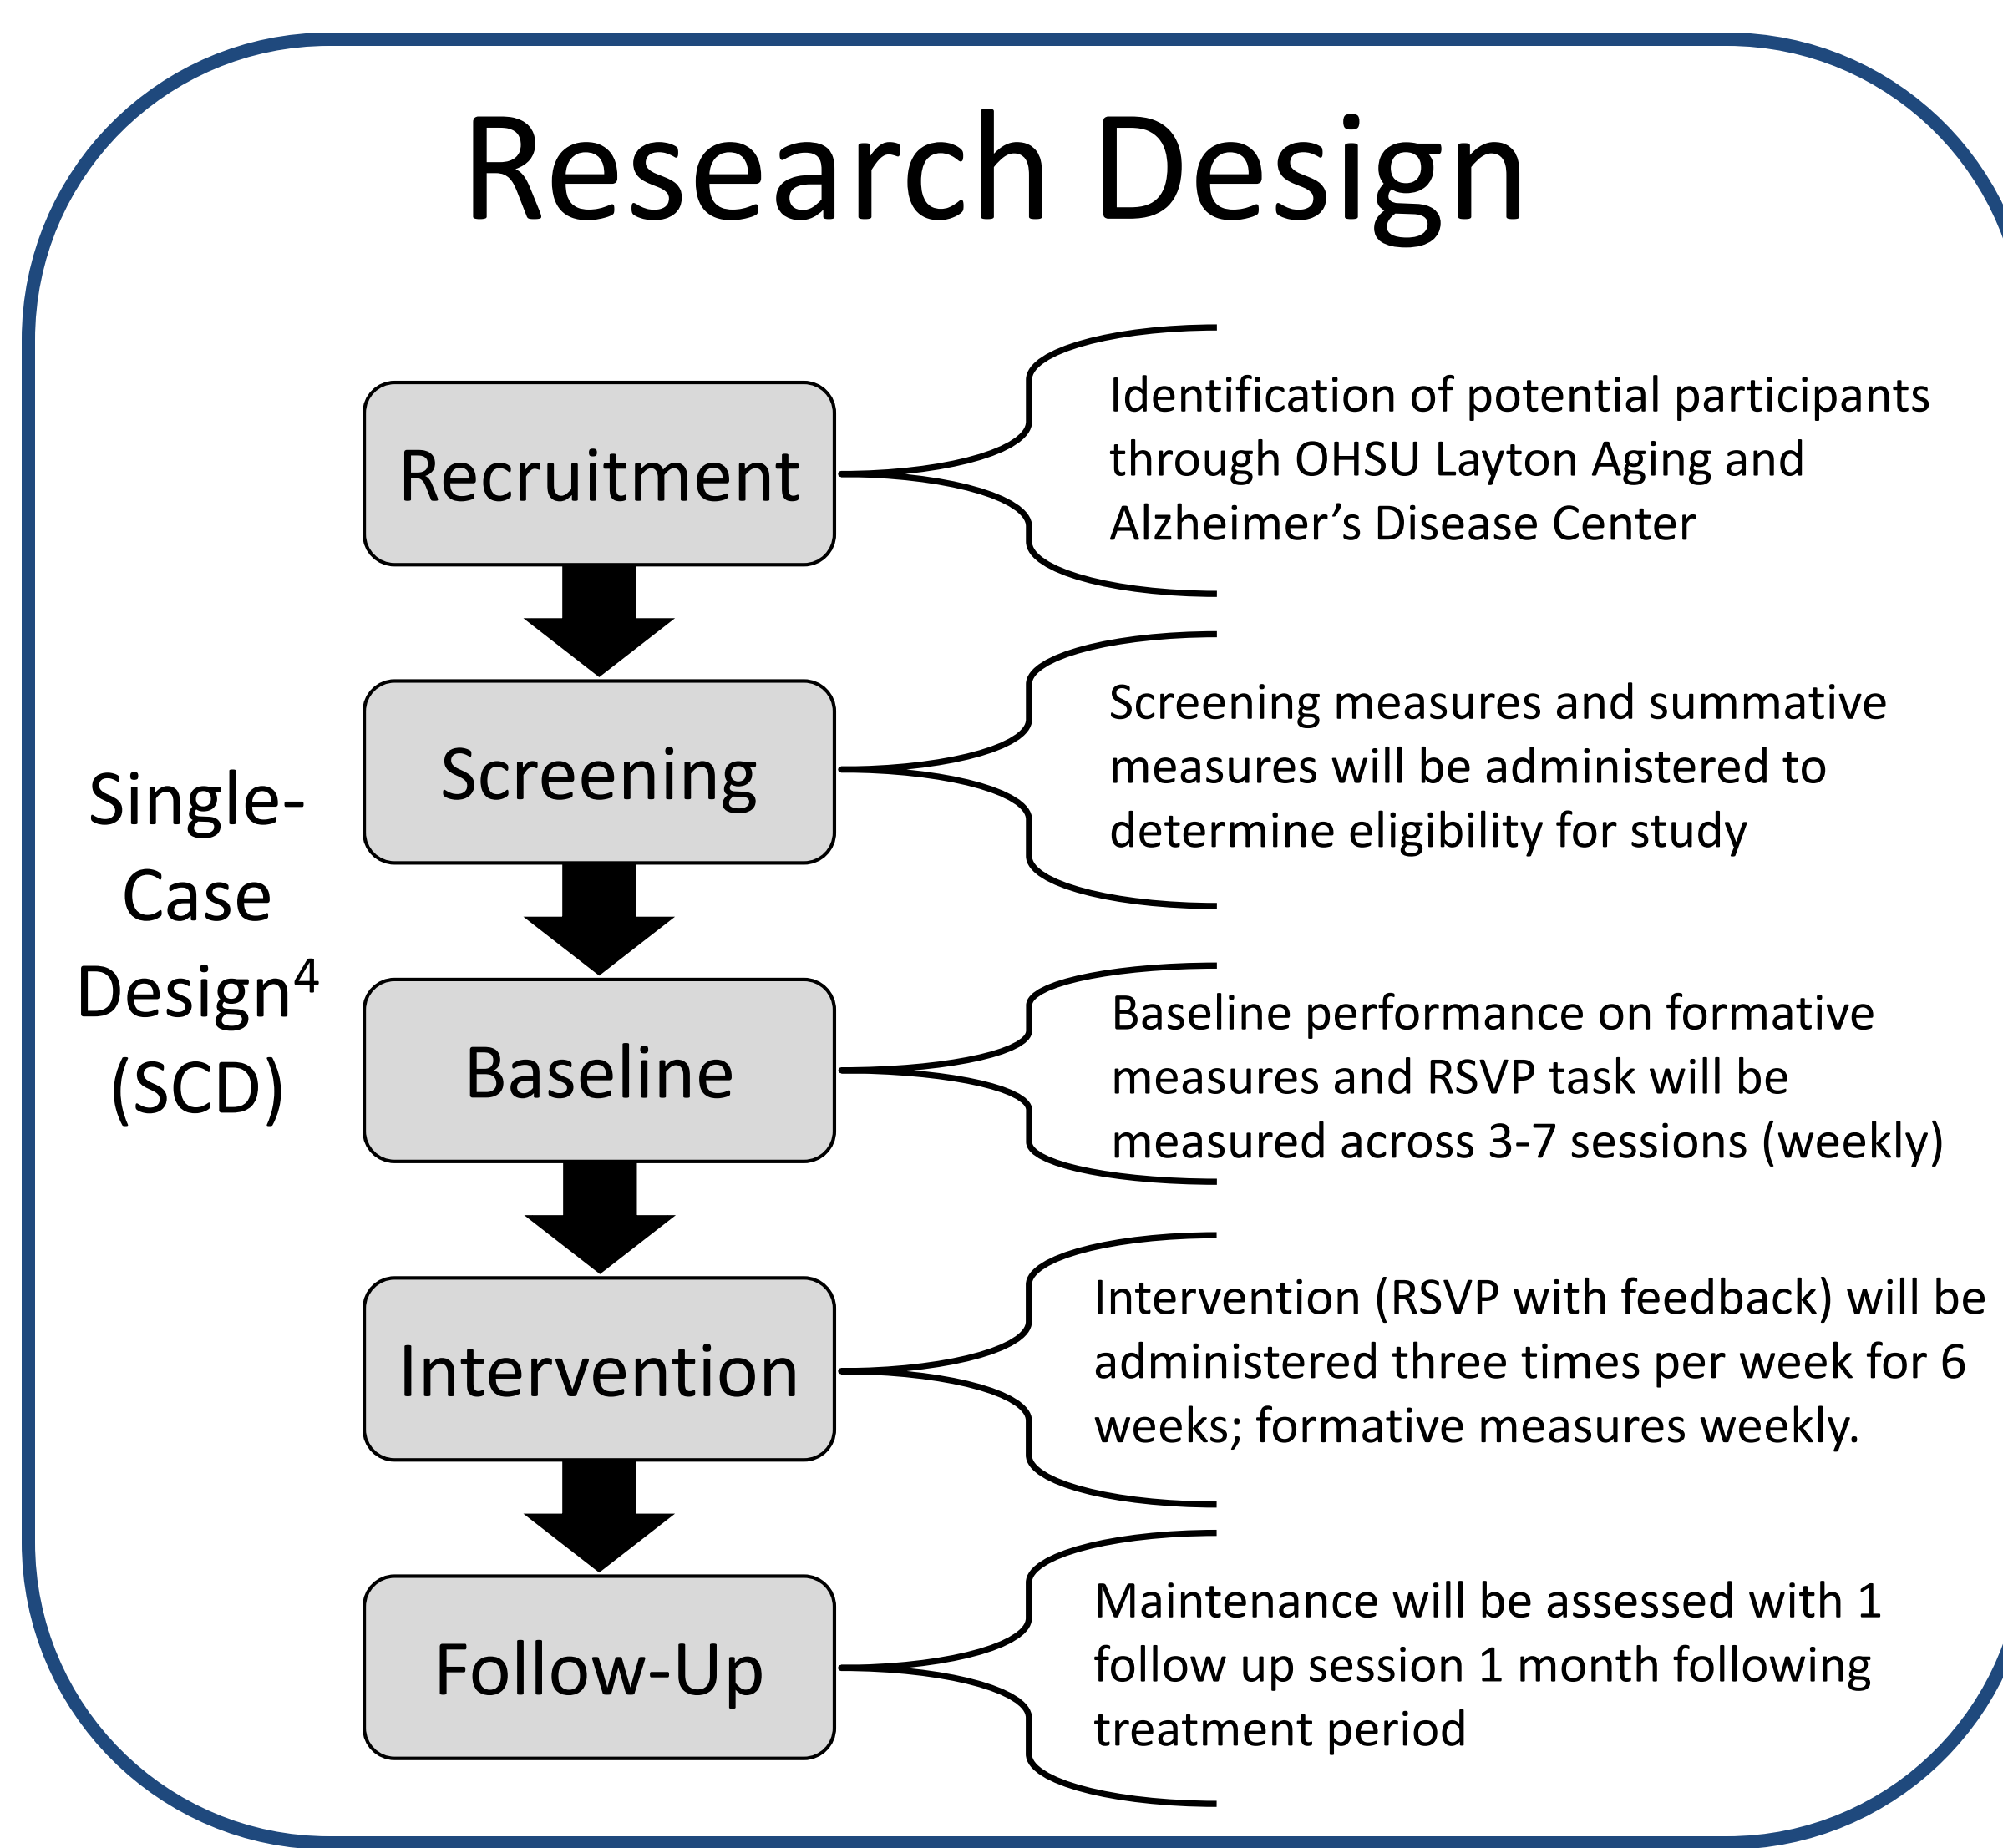 Research Design
Single-
Case
Design⁴
(SCD)
Recruitment
Identification of potential participants
through OHSU Layton Aging and
Alzheimer’s Disease Center
Screening
Screening measures and summative
measures will be administered to
determine eligibility for study
Baseline
Baseline performance on formative
measures and RSVP task will be
measured across 3-7 sessions (weekly)
Intervention
Intervention (RSVP with feedback) will be
administered three times per week for 6
weeks; formative measures weekly.
Follow-Up
Maintenance will be assessed with 1
follow up session 1 month following
treatment period